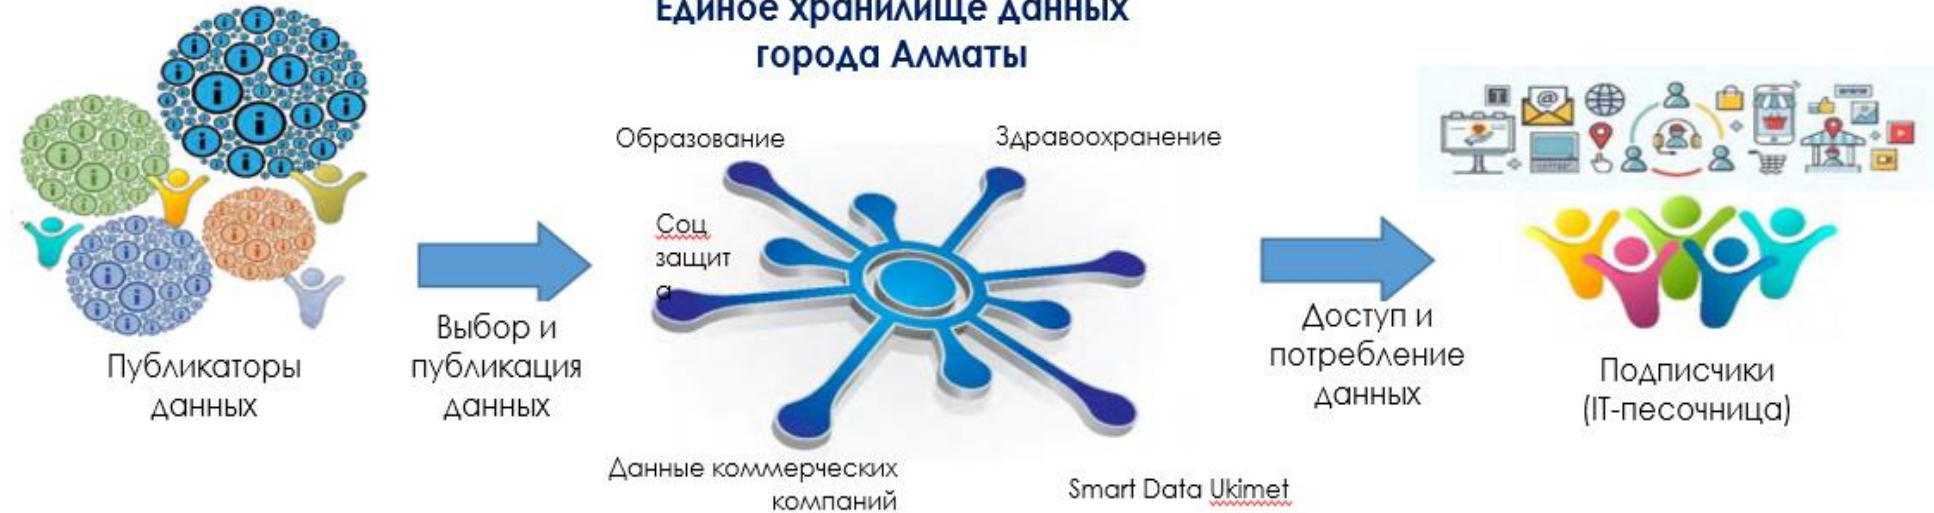 Единое хранилище данных
города Алматы
Образование
Здравоохранение
Соц
защит
а
Публикаторы
данных
Выбор и
публикация
данных
Доступ и
потребление
данных
Подписчики
(IT-песочница)
Данные коммерческих
компаний
Smart Data Ukimet